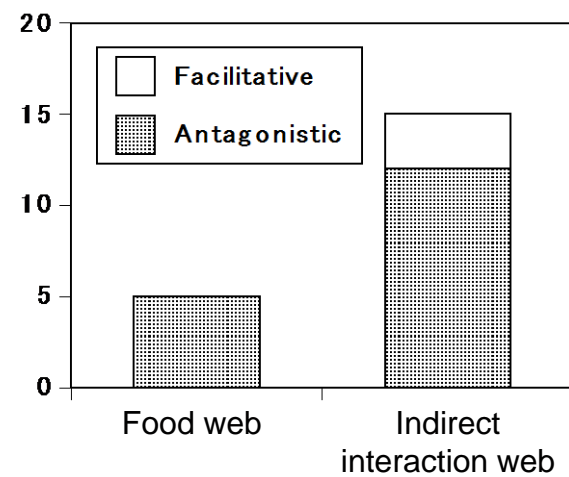 20
15
10
5
0
Facilitative
Antagonistic
Food web
Indirect
interaction web